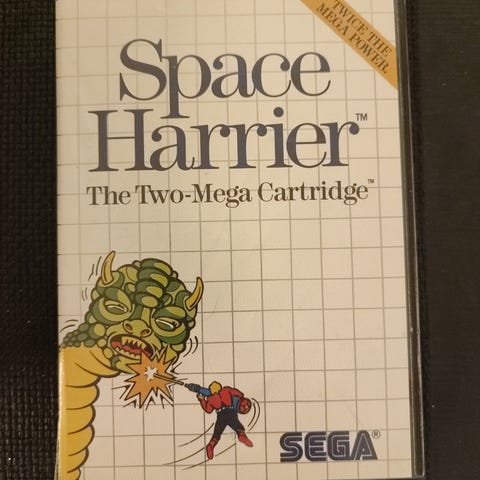 TWICE THE
MEGA POWER
Space
Harrier™
The Two-Mega Cartridge™
SEGA®